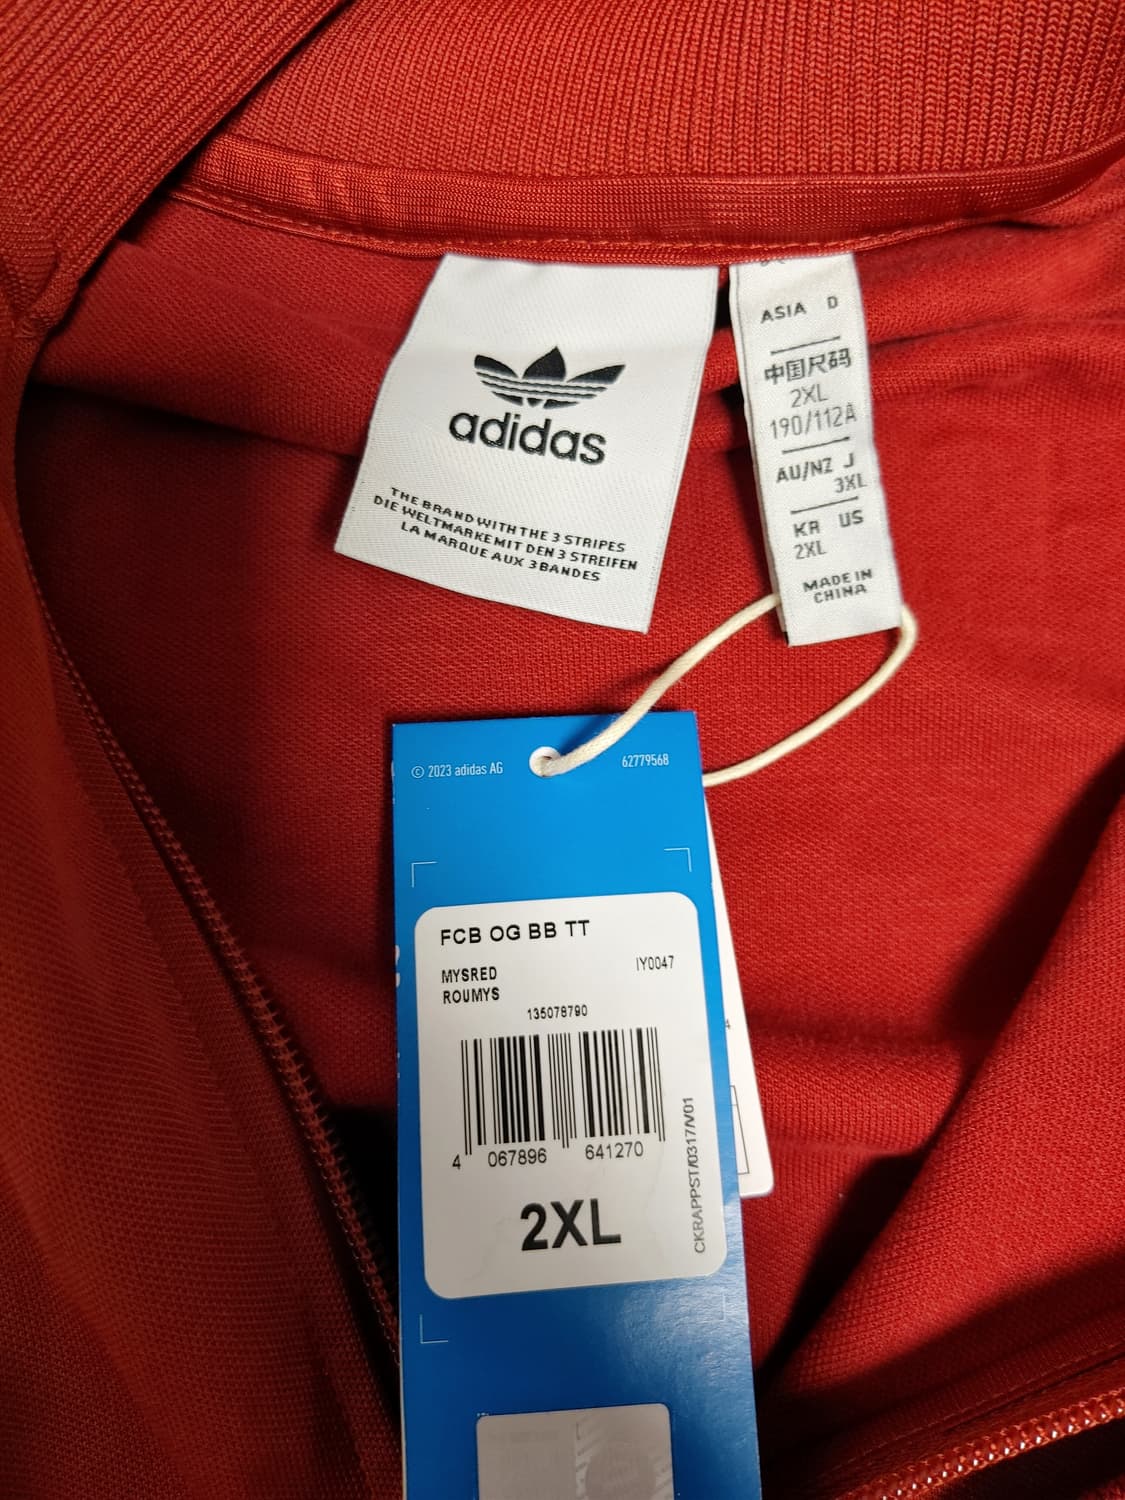 adidas
THE BRAND WITH THE 3 STRIPES
DIE WELTMARKE MIT DEN 3 STREIFEN
LA MARQUE AUX 3 BANDES
ASIA D
中国尺码
2XL
190/112A
AU/NZ J
3XL
KR US
2XL
MADE IN
CHINA
© 2023 adidas AG 62779568
FCB OG BB TT
MYSRED IY0047
ROUMYS
135078790
4 067896 641270
2XL
CKRAPPST/0317/V01